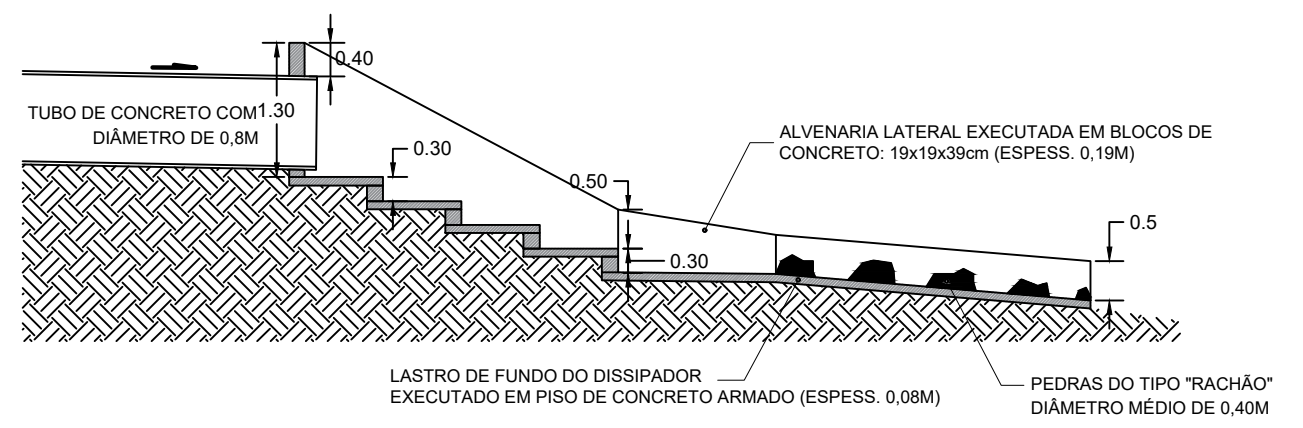 0.40
TUBO DE CONCRETO COM
1.30
DIÂMETRO DE 0,8M
ALVENARIA LATERAL EXECUTADA EM BLOCOS DE
CONCRETO: 19x19x39cm (ESPESS. 0,19M)
0.30
0.50
0.5
0.30
LASTRO DE FUNDO DO DISSIPADOR
EXECUTADO EM PISO DE CONCRETO ARMADO (ESPESS. 0,08M)
PEDRAS DO TIPO "RACHÃO"
DIÂMETRO MÉDIO DE 0,40M